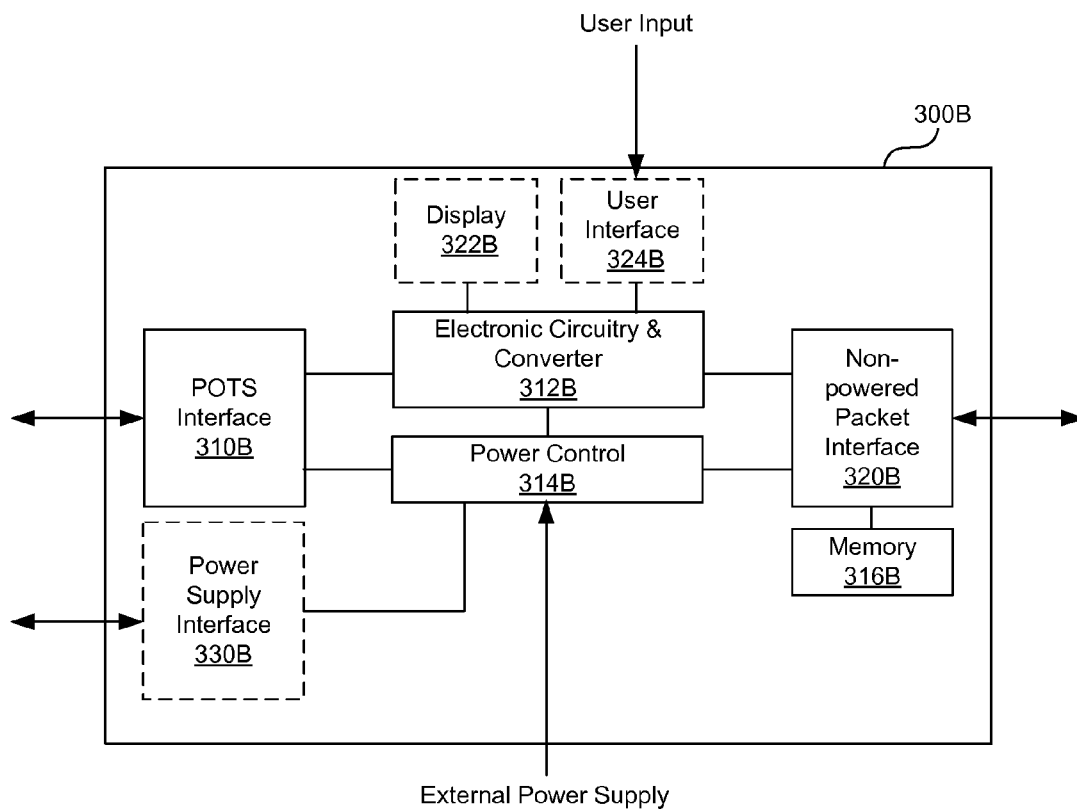 User Input
300B
Display
322B
User
Interface
324B
Electronic Circuitry &
Converter
312B
POTS
Interface
310B
Non-
powered
Packet
Interface
320B
Power Control
314B
Power
Supply
Interface
330B
Memory
316B
External Power Supply